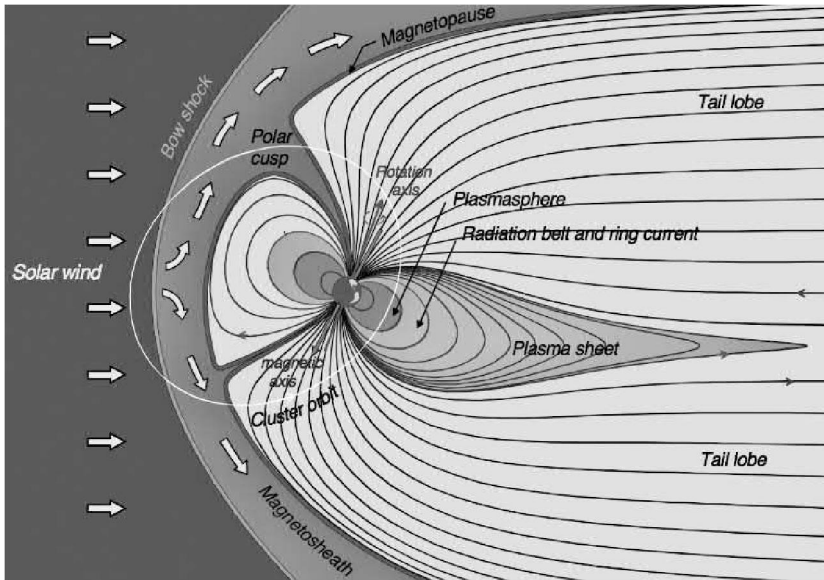 Magnetopause
Bow shock
Tail lobe
Polar
cusp
Rotation
axis
Plasmasphere
Radiation belt and ring current
Solar wind
Plasma sheet
magnetic
axis
Cluster orbit
Tail lobe
Magnetosheath